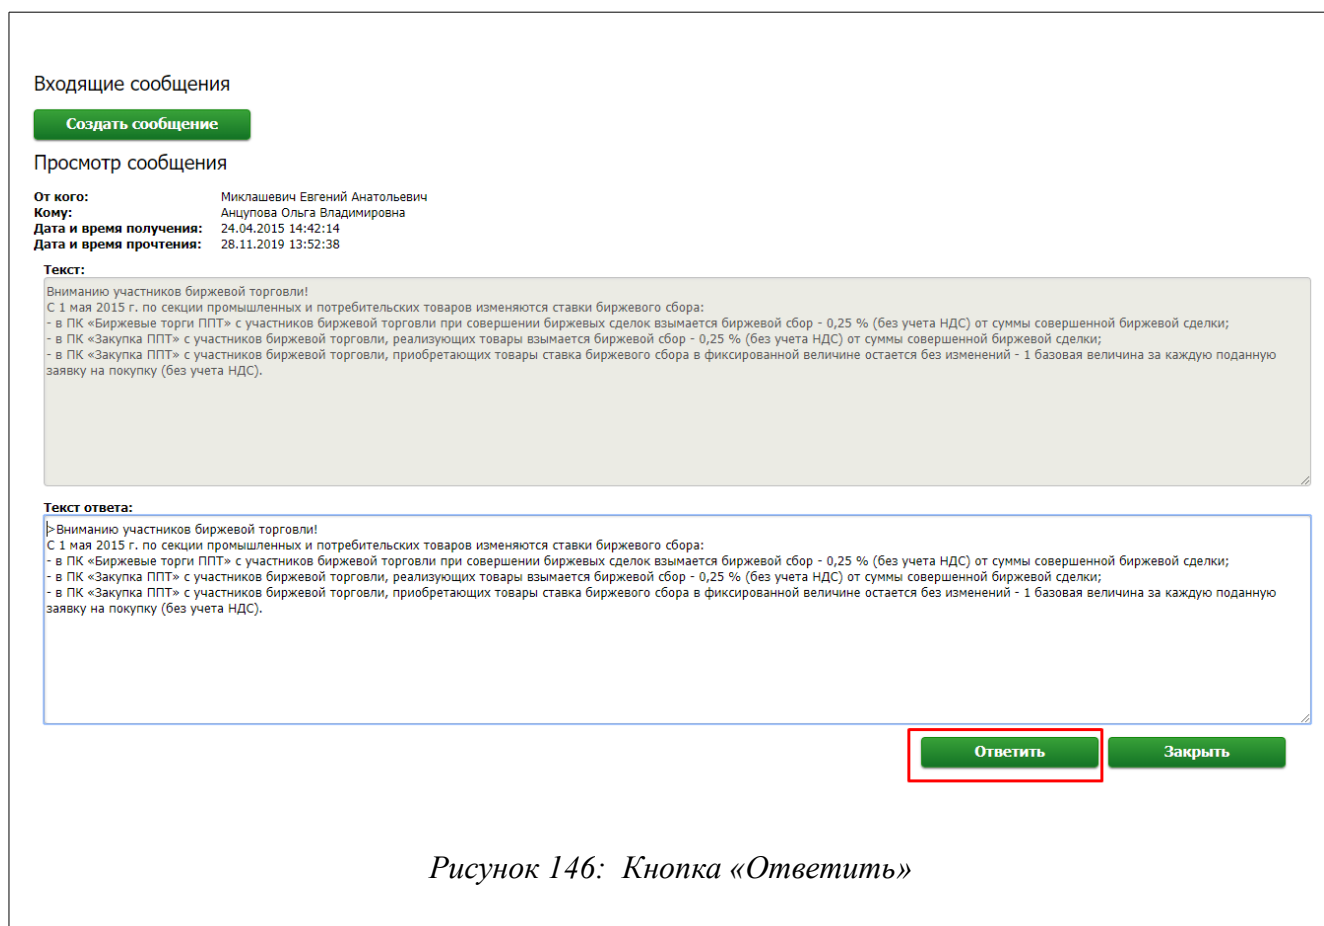 Входящие сообщения
Создать сообщение
Просмотр сообщения
От кого: Миклашевич Евгений Анатольевич
Кому: Анцупова Ольга Владимировна
Дата и время получения: 24.04.2015 14:42:14
Дата и время прочтения: 28.11.2019 13:52:38
Текст:
Вниманию участников биржевой торговли!
С 1 мая 2015 г. по секции промышленных и потребительских товаров изменяются ставки биржевого сбора:
- в ПК «Биржевые торги ППТ» с участников биржевой торговли при совершении биржевых сделок взымается биржевой сбор - 0,25 % (без учета НДС) от суммы совершенной биржевой сделки;
- в ПК «Закупка ППТ» с участников биржевой торговли, реализующих товары взымается биржевой сбор - 0,25 % (без учета НДС) от суммы совершенной биржевой сделки;
- в ПК «Закупка ППТ» с участников биржевой торговли, приобретающих товары ставка биржевого сбора в фиксированной величине остается без изменений - 1 базовая величина за каждую поданную
заявку на покупку (без учета НДС).
Текст ответа:
>Вниманию участников биржевой торговли!
С 1 мая 2015 г. по секции промышленных и потребительских товаров изменяются ставки биржевого сбора:
- в ПК «Биржевые торги ППТ» с участников биржевой торговли при совершении биржевых сделок взымается биржевой сбор - 0,25 % (без учета НДС) от суммы совершенной биржевой сделки;
- в ПК «Закупка ППТ» с участников биржевой торговли, реализующих товары взымается биржевой сбор - 0,25 % (без учета НДС) от суммы совершенной биржевой сделки;
- в ПК «Закупка ППТ» с участников биржевой торговли, приобретающих товары ставка биржевого сбора в фиксированной величине остается без изменений - 1 базовая величина за каждую поданную
заявку на покупку (без учета НДС).
Ответить Закрыть
Рисунок 146: Кнопка «Ответить»